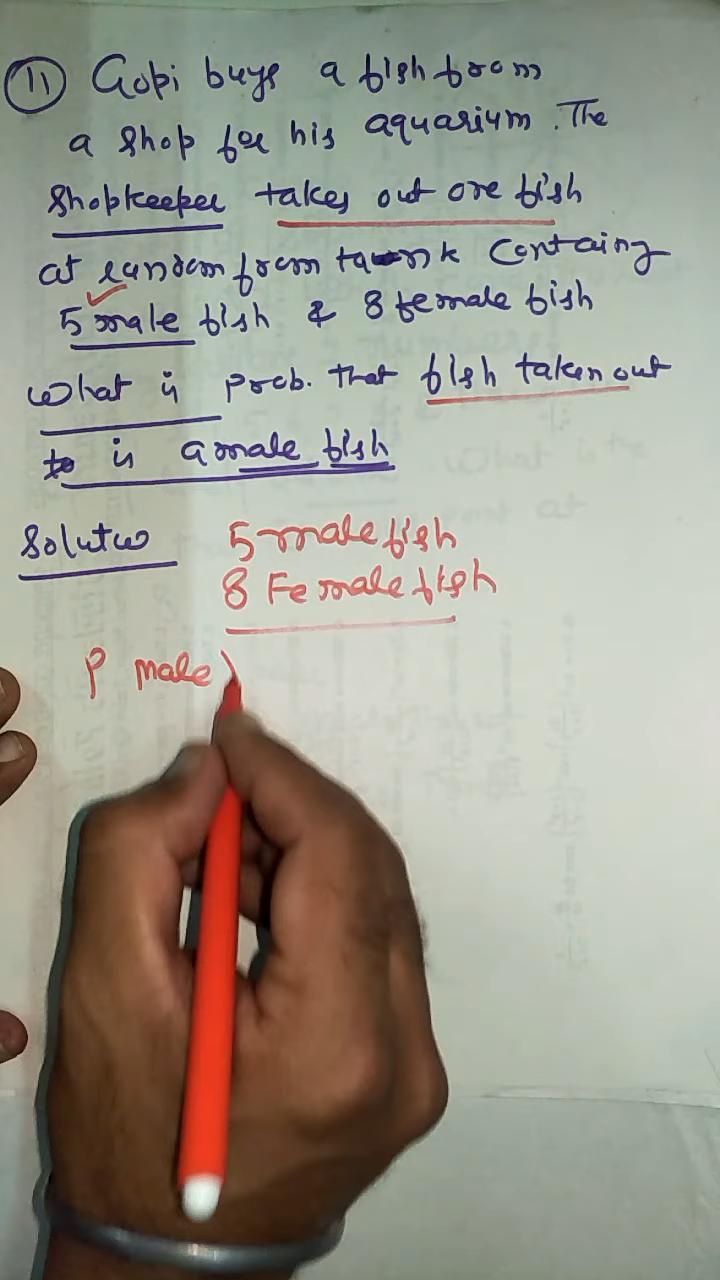 11 Gopi buys a fish from
a shop for his aquarium. The
shopkeeper takes out one fish
at random from tank Containg
5 male fish & 8 female fish
What is prob. that fish taken out
is a male fish
Solution 5 male fish
8 Female fish
P male)